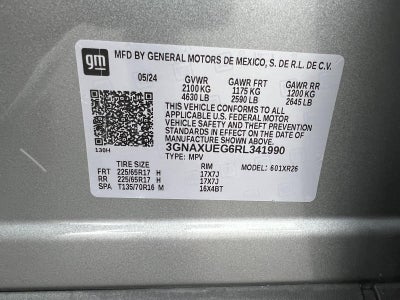 gm MFD BY GENERAL MOTORS DE MEXICO, S. DE R.L. DE C.V.
05/24 GVWR GAWR FRT GAWR RR
2100 KG 1175 KG 1200 KG
4630 LB 2590 LB 2645 LB
THIS VEHICLE CONFORMS TO ALL
APPLICABLE U.S. FEDERAL MOTOR
VEHICLE SAFETY AND THEFT PREVENTION
STANDARDS IN EFFECT ON THE DATE OF
MANUFACTURE SHOWN ABOVE.
130H 3GNAXUEG6RL341990
TYPE: MPV MODEL: 601XR26
TIRE SIZE RIM
FRT 225/65R17 H 17X7J
RR 225/65R17 H 17X7J
SPA T135/70R16 M 16X4BT